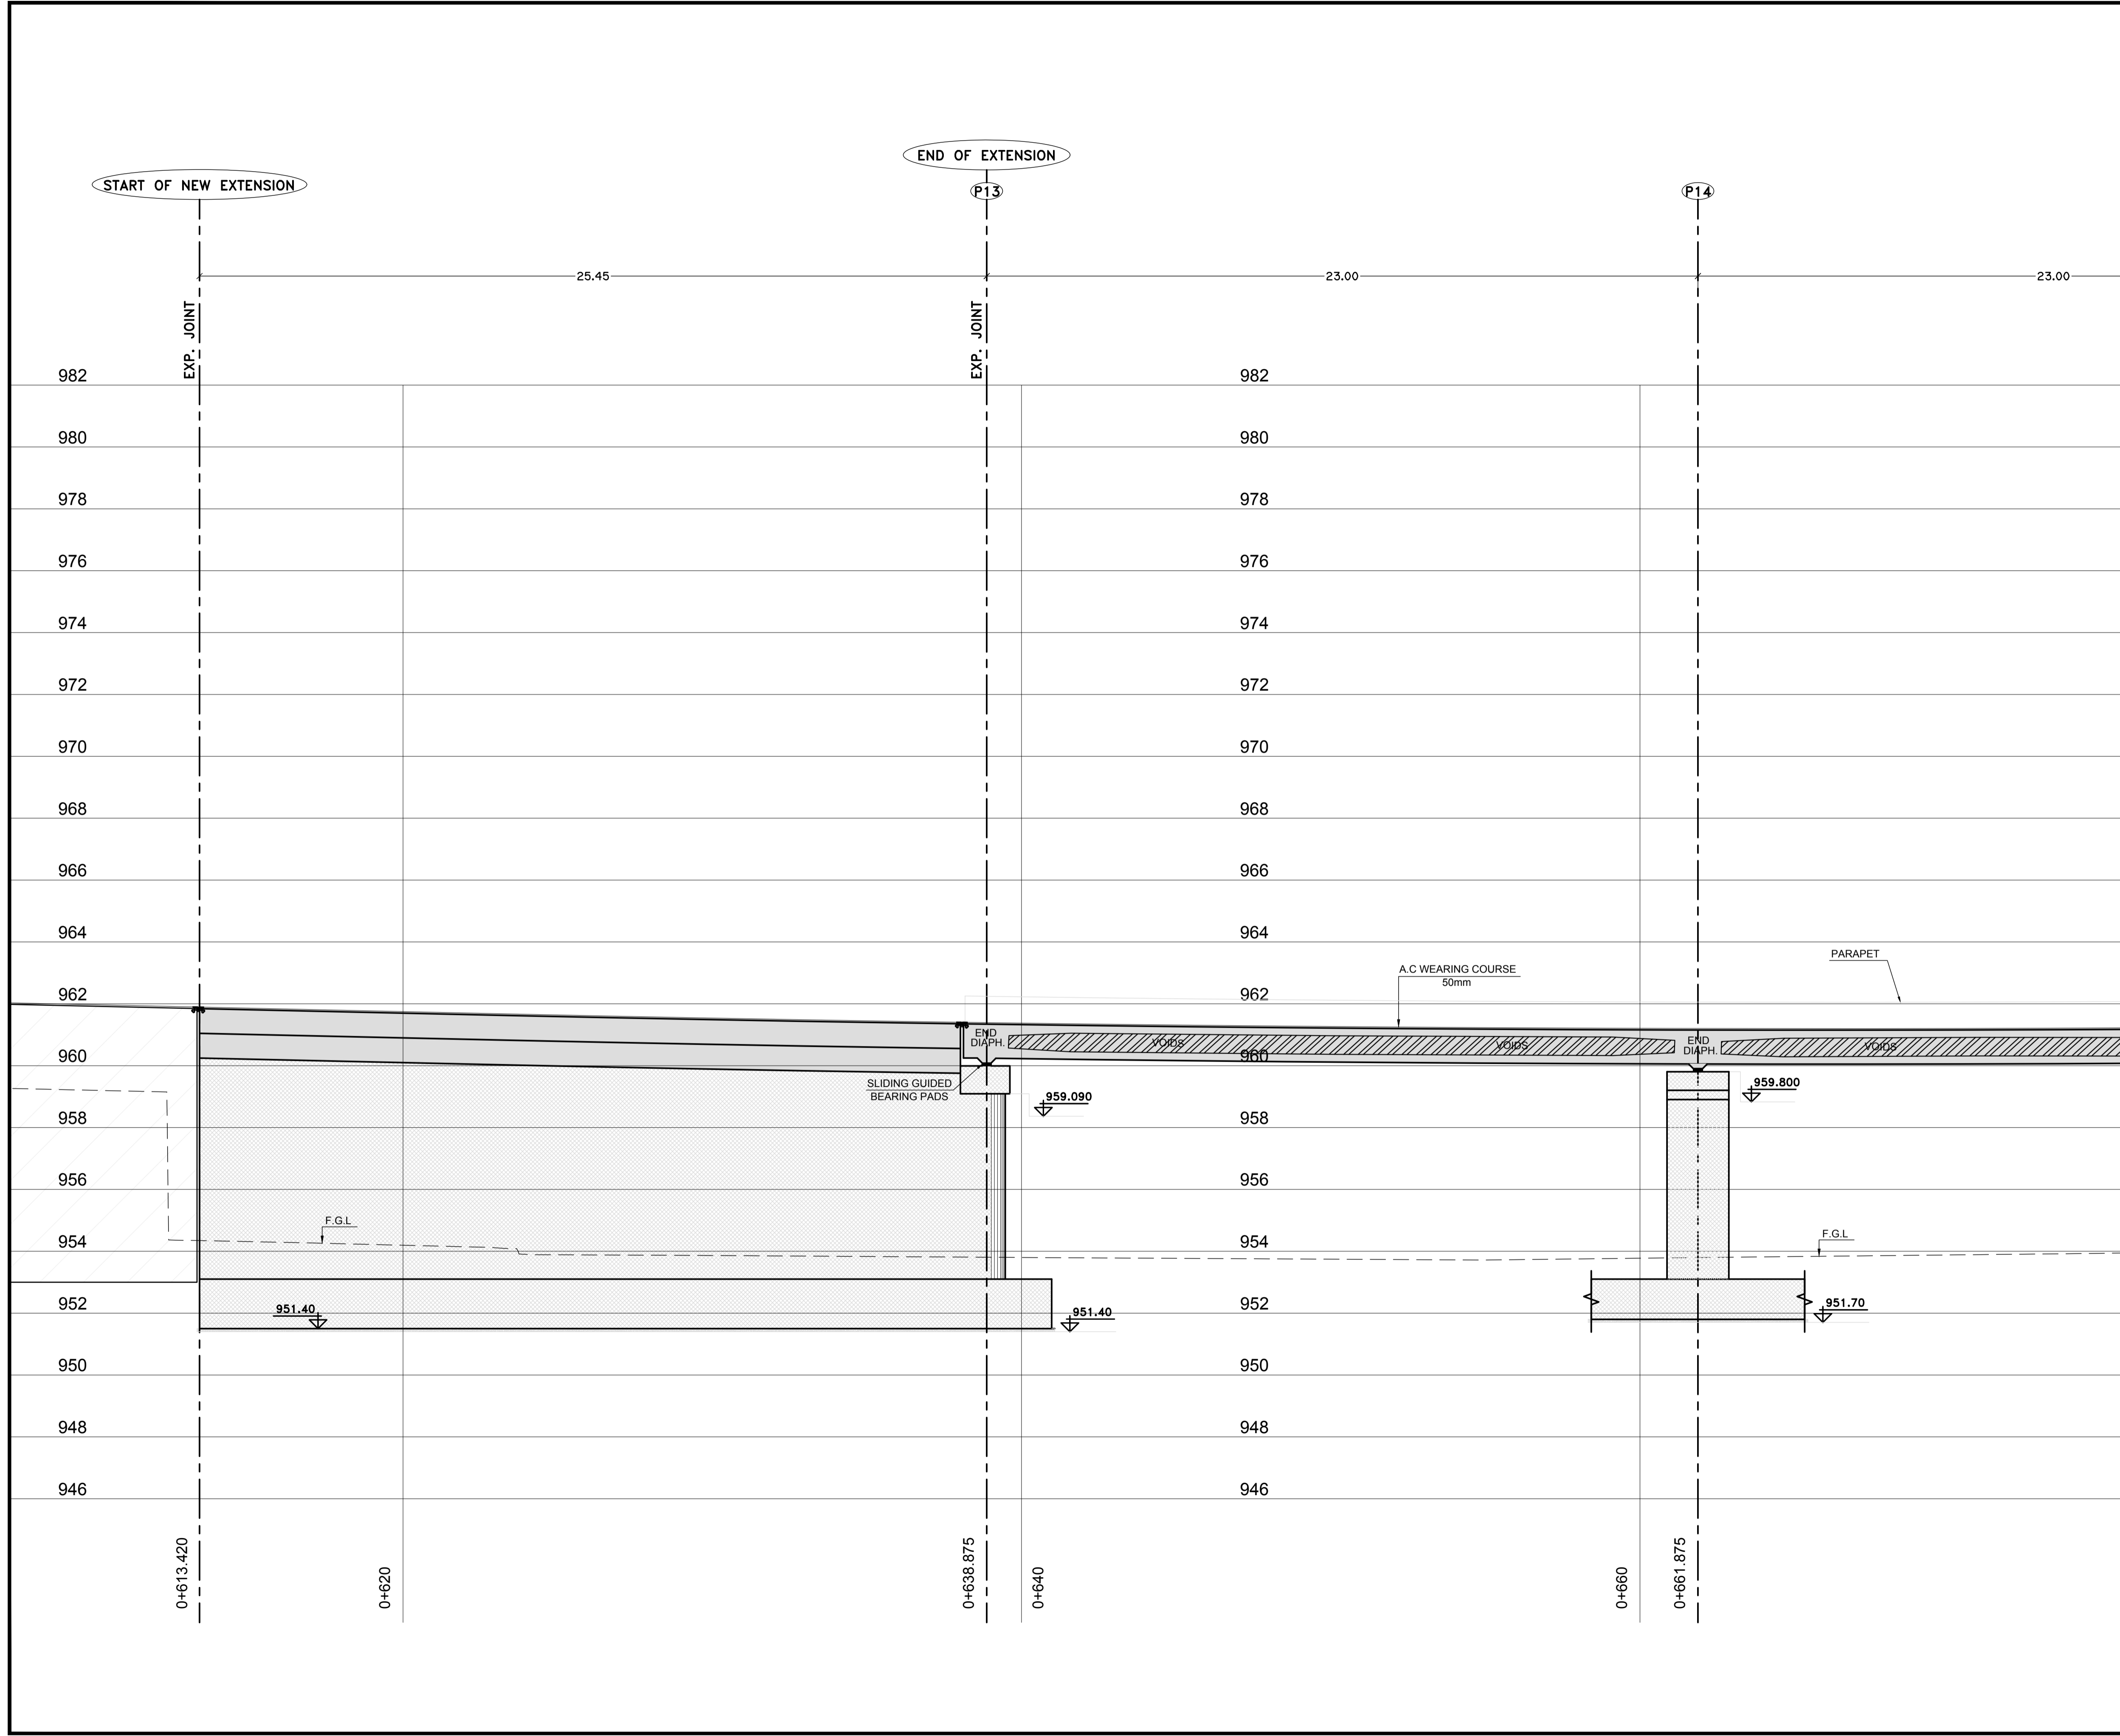 END OF EXTENSION
START OF NEW EXTENSION
P13
P14
25.45
23.00
23.00
EXP. JOINT
EXP. JOINT
982
982
980
980
978
978
976
976
974
974
972
972
970
970
968
968
966
966
964
964
PARAPET
A.C WEARING COURSE
50mm
962
962
END
DIAPH.
VOIDS
VOIDS
END
DIAPH.
VOIDS
960
960
SLIDING GUIDED
BEARING PADS
959.090
959.800
958
958
956
956
F.G.L
F.G.L
954
954
952
951.40
951.40
952
951.70
950
950
948
948
946
946
0+613.420
0+620
0+638.875
0+640
0+660
0+661.875